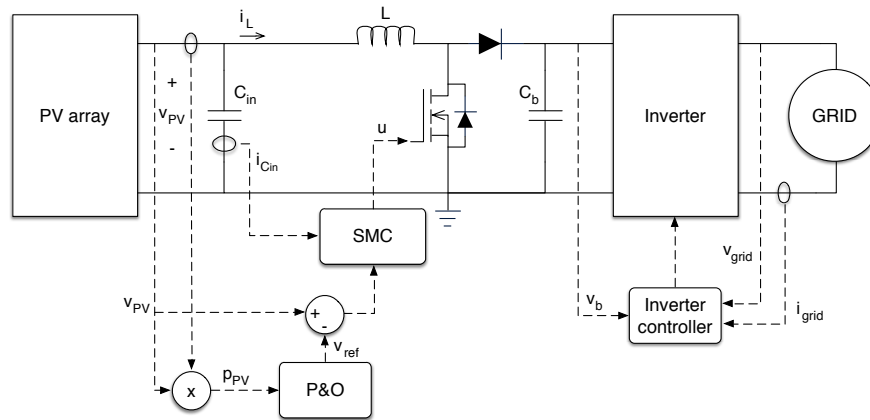 i_L
L
+
v_PV
-
C_in
i_Cin
PV array
u
C_b
Inverter
GRID
SMC
v_PV
+
-
v_ref
x
p_PV
P&O
v_b
Inverter
controller
v_grid
i_grid